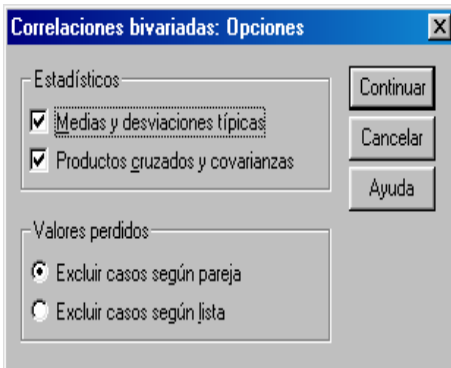 Correlaciones bivariadas: Opciones
Estadísticos
Medias y desviaciones típicas
Productos cruzados y covarianzas
Valores perdidos
Excluir casos según pareja
Excluir casos según lista
Continuar
Cancelar
Ayuda